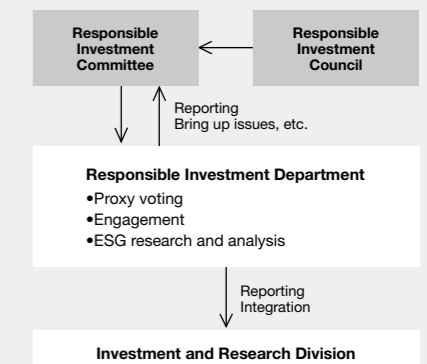 Responsible
Investment
Committee
Responsible
Investment
Council
Reporting
Bring up issues, etc.
Responsible Investment Department
•Proxy voting
•Engagement
•ESG research and analysis
Reporting
Integration
Investment and Research Division